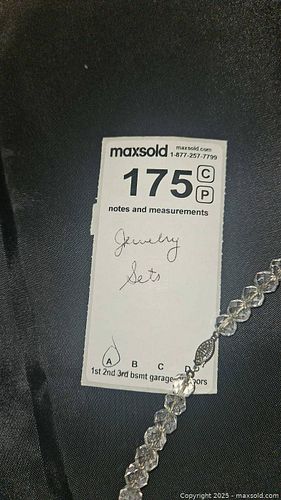 maxsold maxsold.com
1-877-257-7799
175 C
P
notes and measurements
Jewelry
Sets
A B C D
1st 2nd 3rd bsmt garage oors
Copyright 2025 - maxsold.com